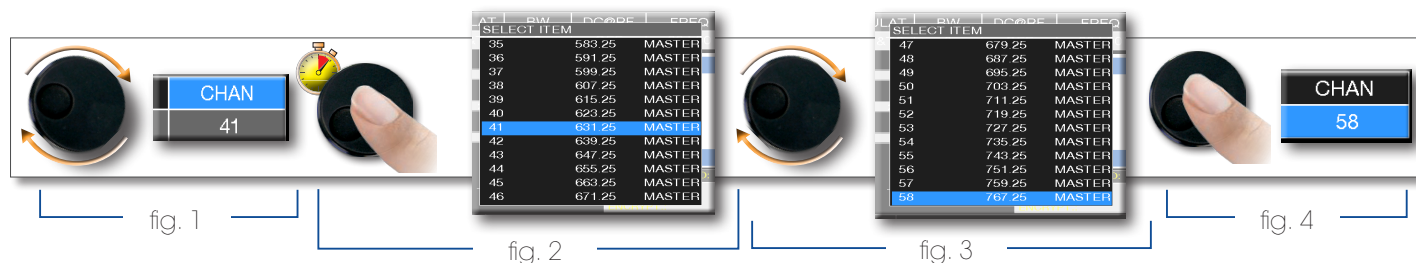 CHAN
41
SELECT ITEM
35 583.25 MASTER
36 591.25 MASTER
37 599.25 MASTER
38 607.25 MASTER
39 615.25 MASTER
40 623.25 MASTER
41 631.25 MASTER
42 639.25 MASTER
43 647.25 MASTER
44 655.25 MASTER
45 663.25 MASTER
46 671.25 MASTER
SELECT ITEM
47 679.25 MASTER
48 687.25 MASTER
49 695.25 MASTER
50 703.25 MASTER
51 711.25 MASTER
52 719.25 MASTER
53 727.25 MASTER
54 735.25 MASTER
55 743.25 MASTER
56 751.25 MASTER
57 759.25 MASTER
58 767.25 MASTER
CHAN
58
fig. 1
fig. 2
fig. 3
fig. 4